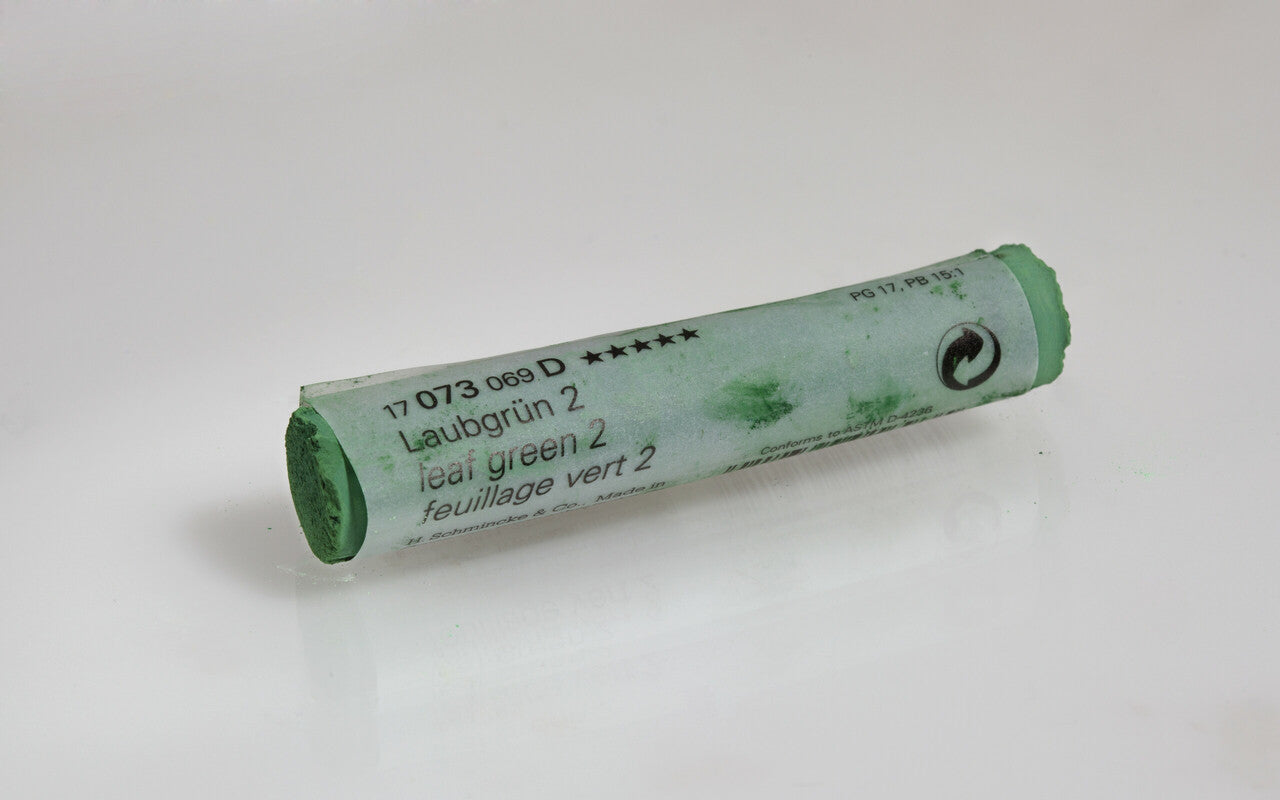 17 073 069 D ★★★★★
Laubgrün 2
leaf green 2
feuillage vert 2
H. Schmincke & Co., Made in
PG 17, PB 15:1
Conforms to ASTM D-4236